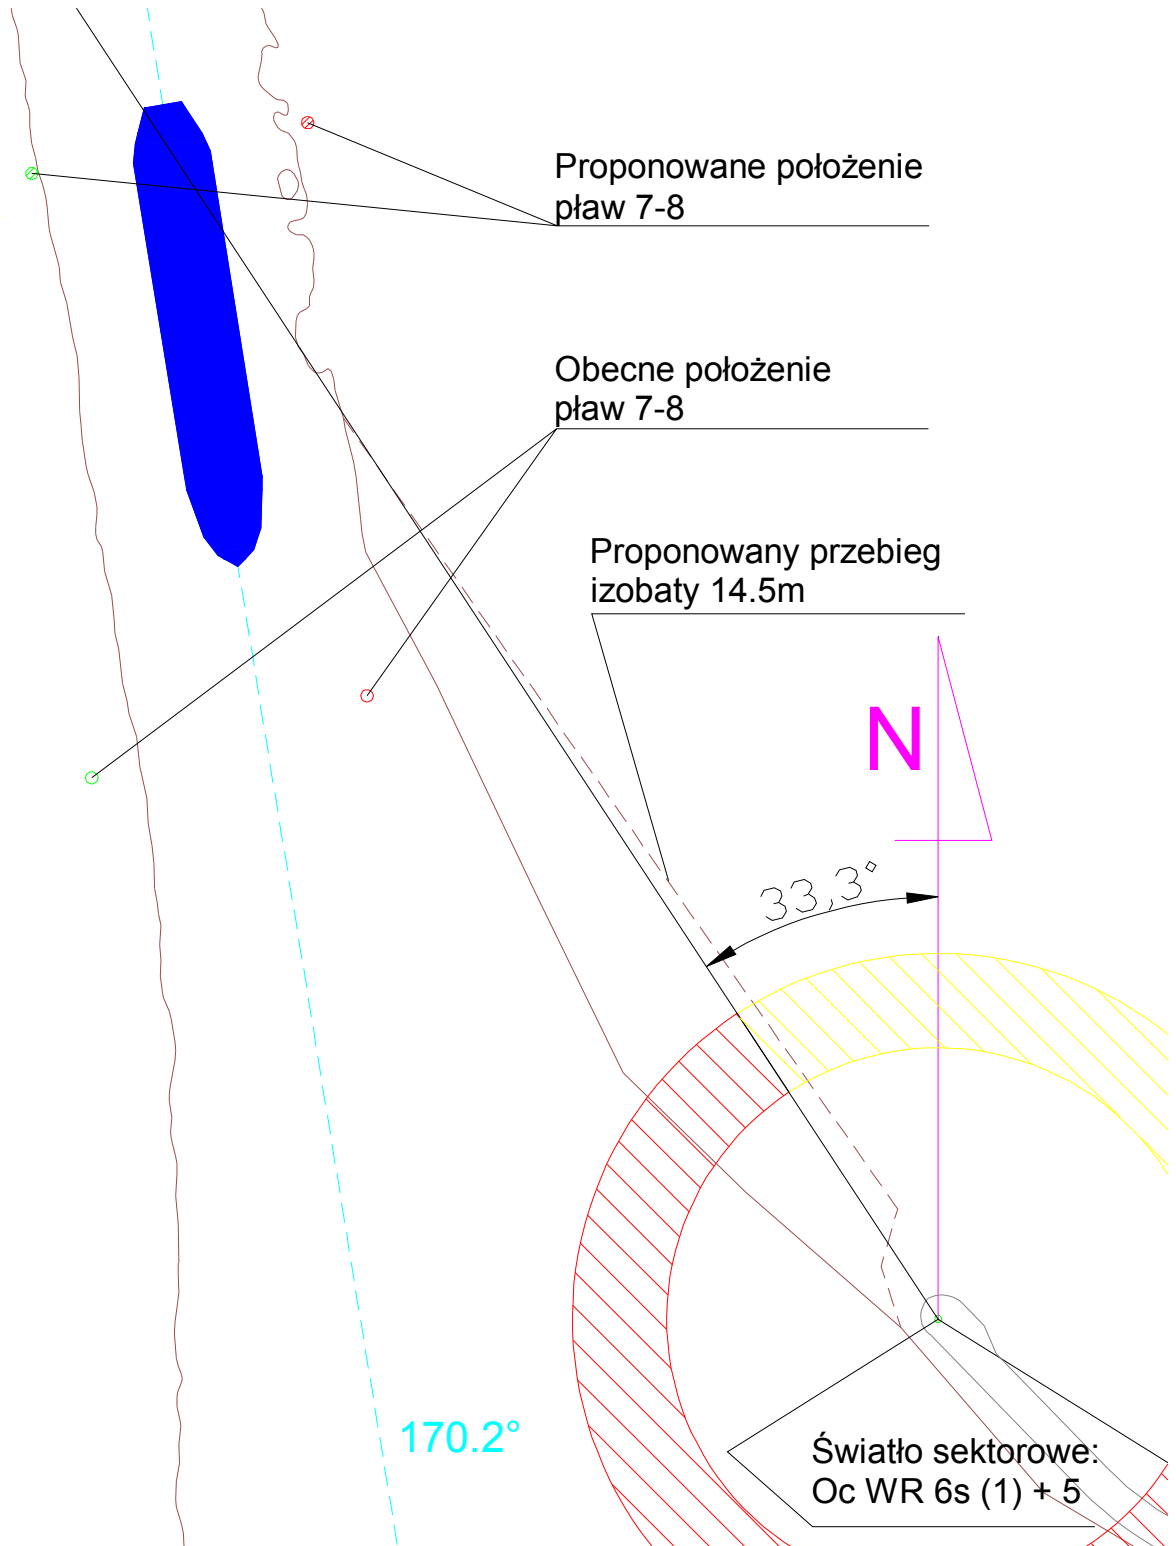 Proponowane położenie
pław 7-8
Obecne położenie
pław 7-8
Proponowany przebieg
izobaty 14.5m
N
33,3°
170.2°
Światło sektorowe:
Oc WR 6s (1) + 5